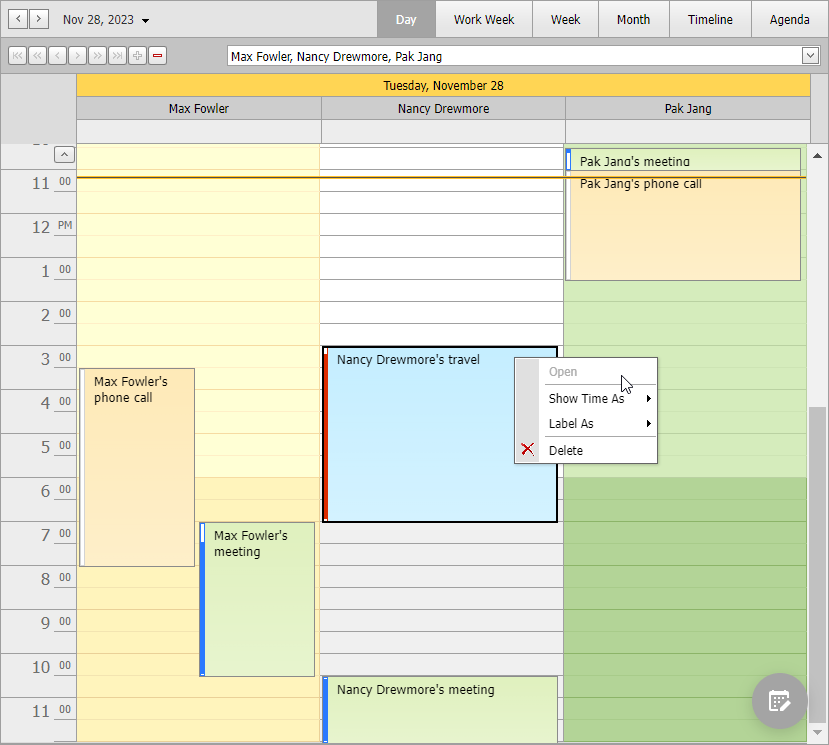 Nov 28, 2023
Day
Work Week
Week
Month
Timeline
Agenda
Max Fowler, Nancy Drewmore, Pak Jang
Tuesday, November 28
Max Fowler
Nancy Drewmore
Pak Jang
Pak Jang's meeting
11 00
Pak Jang's phone call
12 PM
1 00
2 00
3 00
Nancy Drewmore's travel
Open
Max Fowler's
phone call
4 00
Show Time As
Label As
5 00
Delete
6 00
7 00
Max Fowler's
meeting
8 00
9 00
10 00
Nancy Drewmore's meeting
11 00